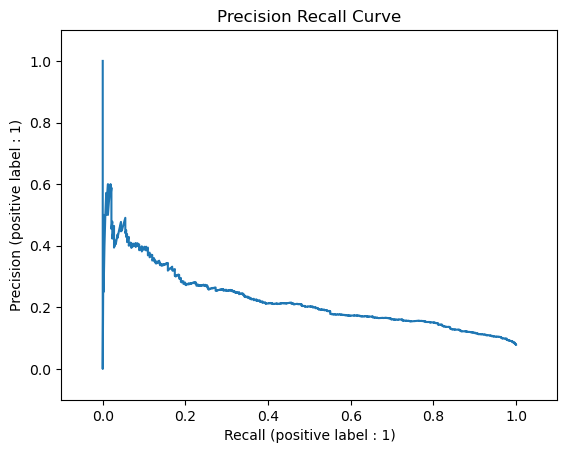 Precision Recall Curve
Precision (positive label : 1)
1.0
0.8
0.6
0.4
0.2
0.0
0.0 0.2 0.4 0.6 0.8 1.0
Recall (positive label : 1)